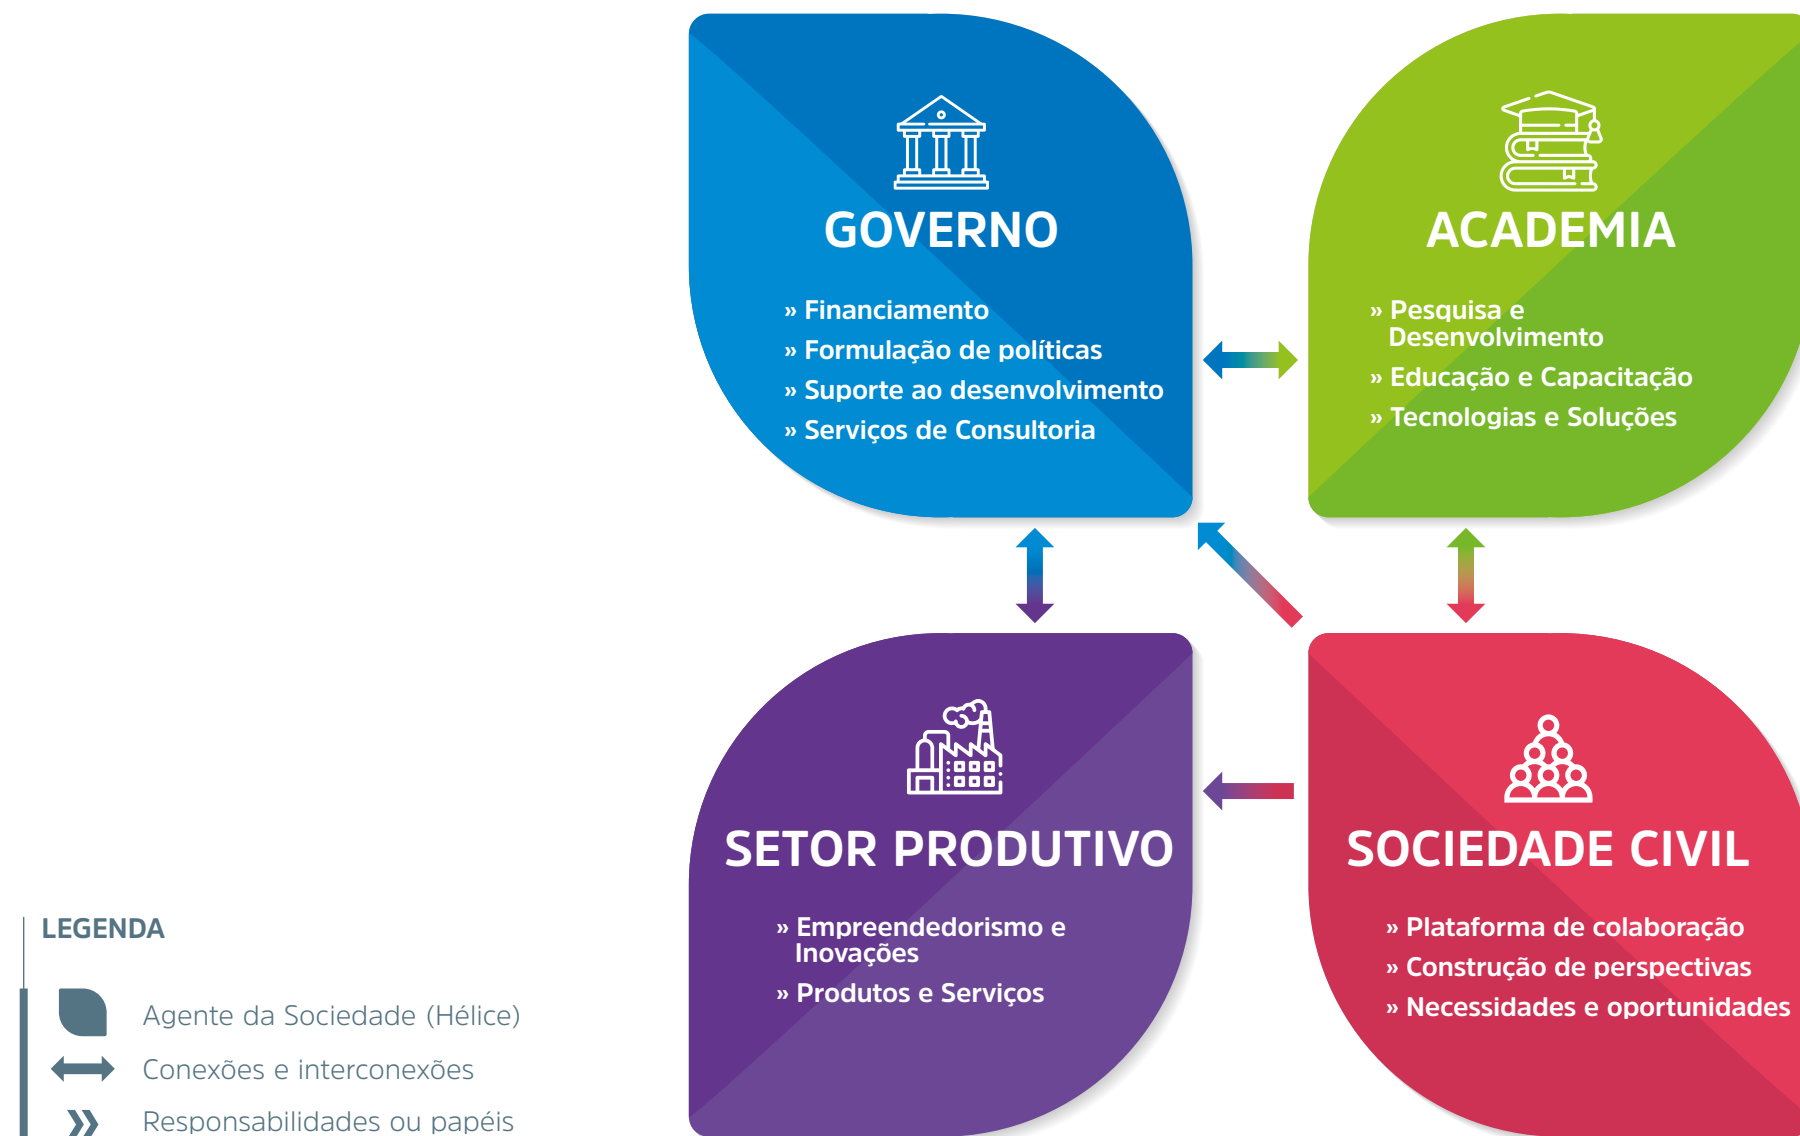 GOVERNO
» Financiamento
» Formulação de políticas
» Suporte ao desenvolvimento
» Serviços de Consultoria
ACADEMIA
» Pesquisa e
Desenvolvimento
» Educação e Capacitação
» Tecnologias e Soluções
SETOR PRODUTIVO
» Empreendedorismo e
Inovações
» Produtos e Serviços
SOCIEDADE CIVIL
» Plataforma de colaboração
» Construção de perspectivas
» Necessidades e oportunidades
LEGENDA
Agente da Sociedade (Hélice)
Conexões e interconexões
» Responsabilidades ou papéis